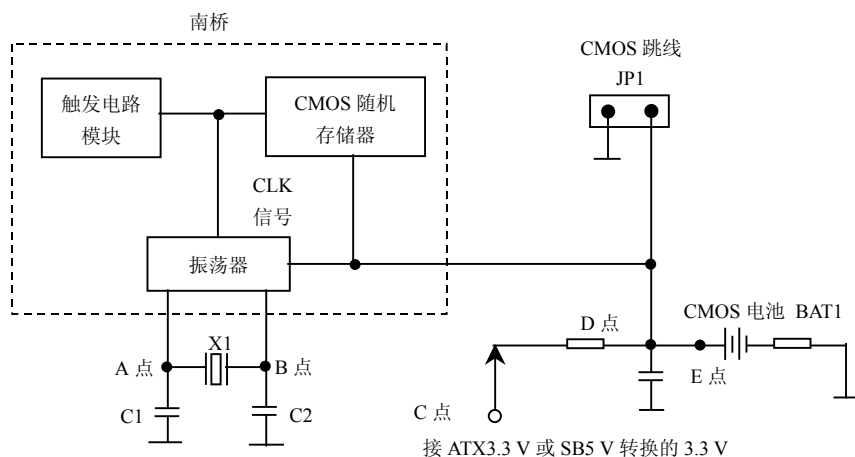 南桥
触发电路
模块
CMOS 随机
存储器
CLK
信号
振荡器
A 点
X1
B 点
C1
C2
CMOS 跳线
JP1
D 点
CMOS 电池 BAT1
E 点
C 点
接 ATX3.3 V 或 SB5 V 转换的 3.3 V